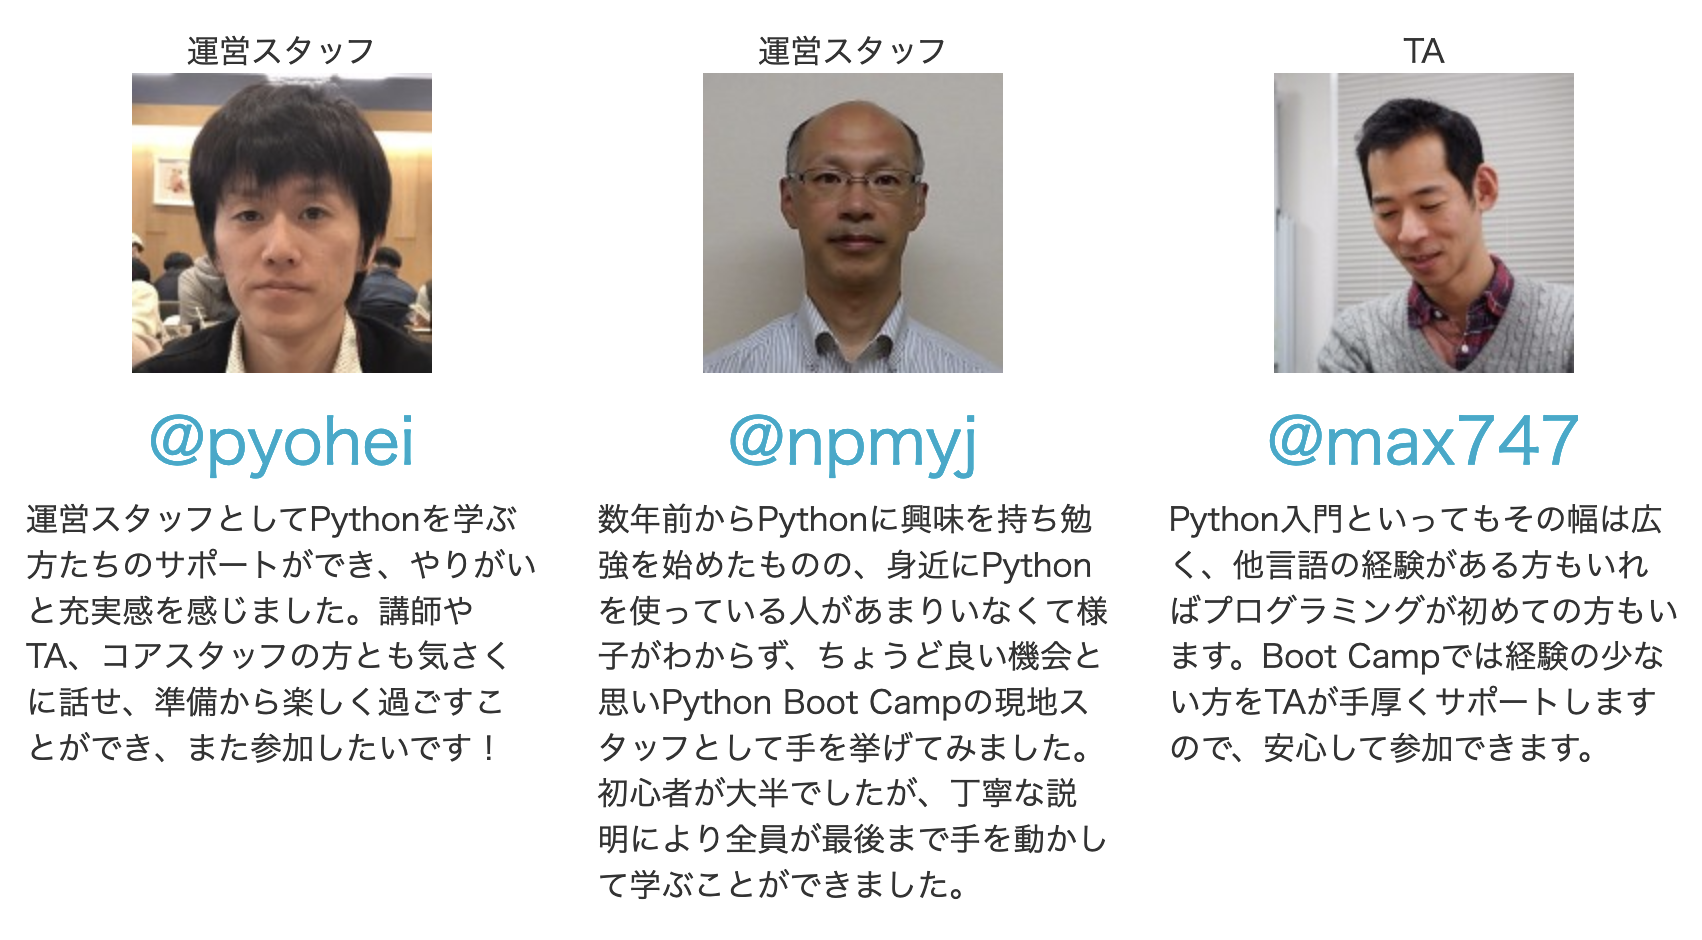 運営スタッフ
@pyohei
運営スタッフとしてPythonを学ぶ
方たちのサポートができ、やりがい
と充実感を感じました。講師や
TA、コアスタッフの方とも気さく
に話せ、準備から楽しく過ごすこ
とができ、また参加したいです！
運営スタッフ
@npmyj
数年前からPythonに興味を持ち勉
強を始めたものの、身近にPython
を使っている人があまりいなくて様
子がわからず、ちょうど良い機会と
思いPython Boot Campの現地ス
タッフとして手を挙げてみました。
初心者が大半でしたが、丁寧な説
明により全員が最後まで手を動かし
て学ぶことができました。
TA
@max747
Python入門といってもその幅は広
く、他言語の経験がある方もいれ
ばプログラミングが初めての方もい
ます。Boot Campでは経験の少な
い方をTAが手厚くサポートします
ので、安心して参加できます。